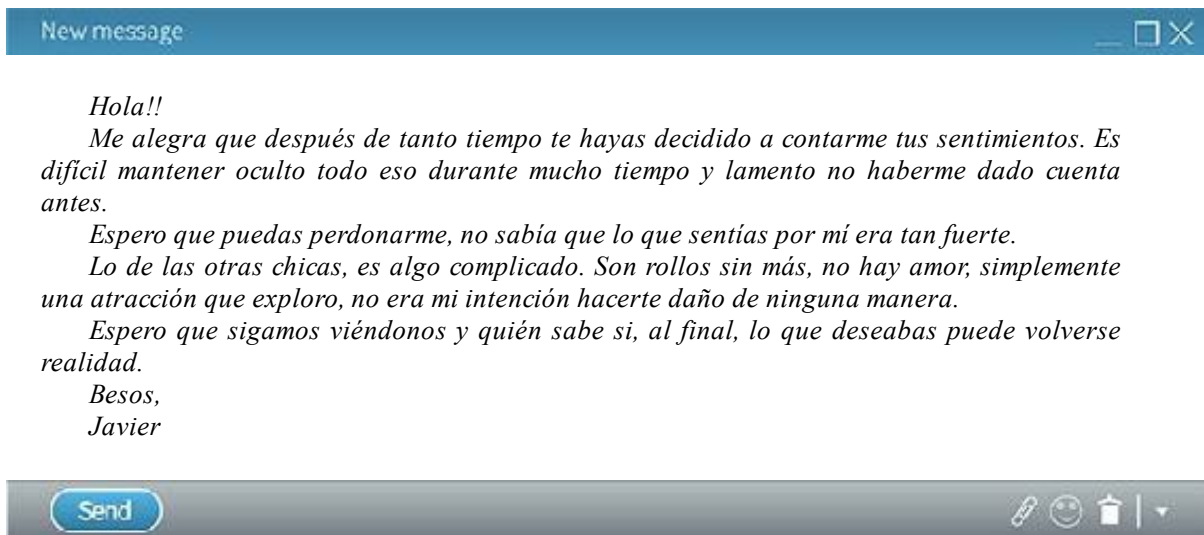 New message
Hola!!
Me alegra que después de tanto tiempo te hayas decidido a contarme tus sentimientos. Es
difícil mantener oculto todo eso durante mucho tiempo y lamento no haberme dado cuenta
antes.
Espero que puedas perdonarme, no sabía que lo que sentías por mí era tan fuerte.
Lo de las otras chicas, es algo complicado. Son rollos sin más, no hay amor, simplemente
una atracción que exploro, no era mi intención hacerte daño de ninguna manera.
Espero que sigamos viéndonos y quién sabe si, al final, lo que deseabas puede volverse
realidad.
Besos,
Javier
Send